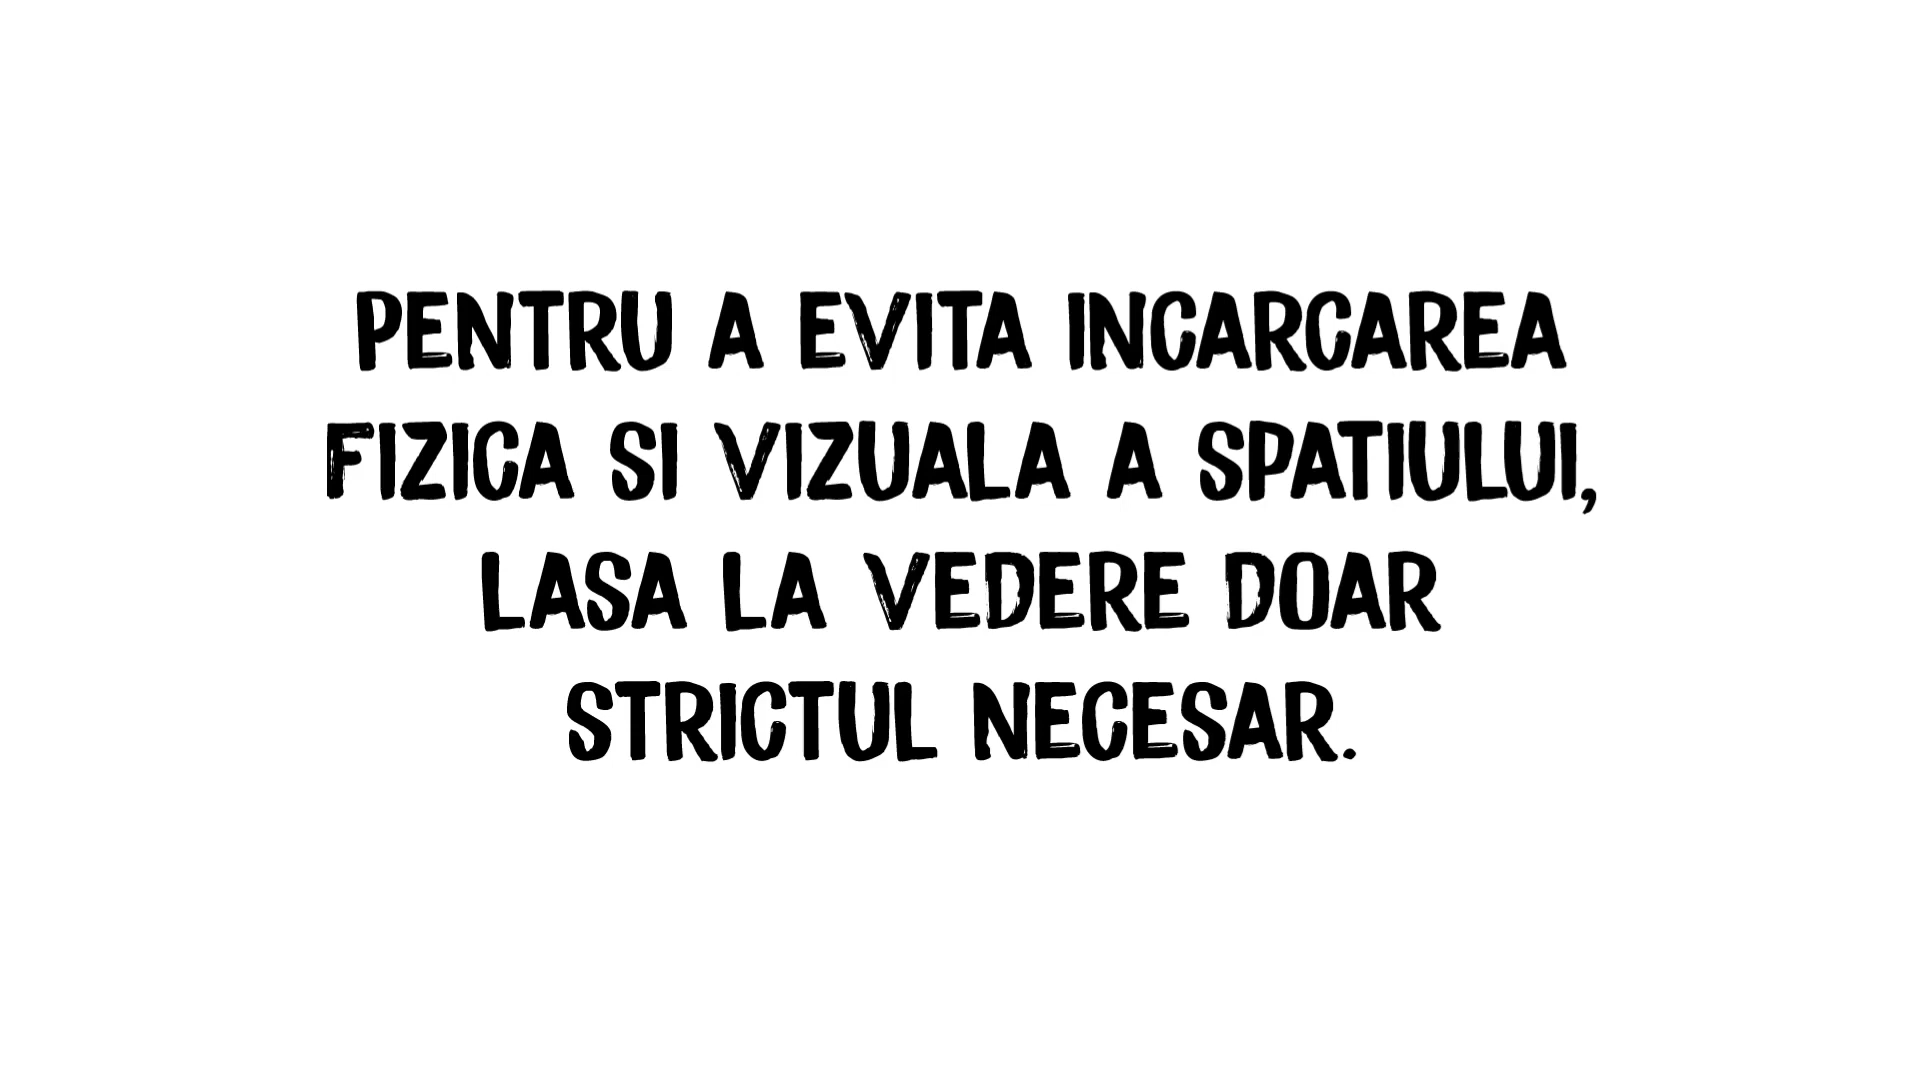 PENTRU A EVITA INCARCAREA
FIZICA SI VIZUALA A SPATIULUI,
LASA LA VEDERE DOAR
STRICTUL NECESAR.